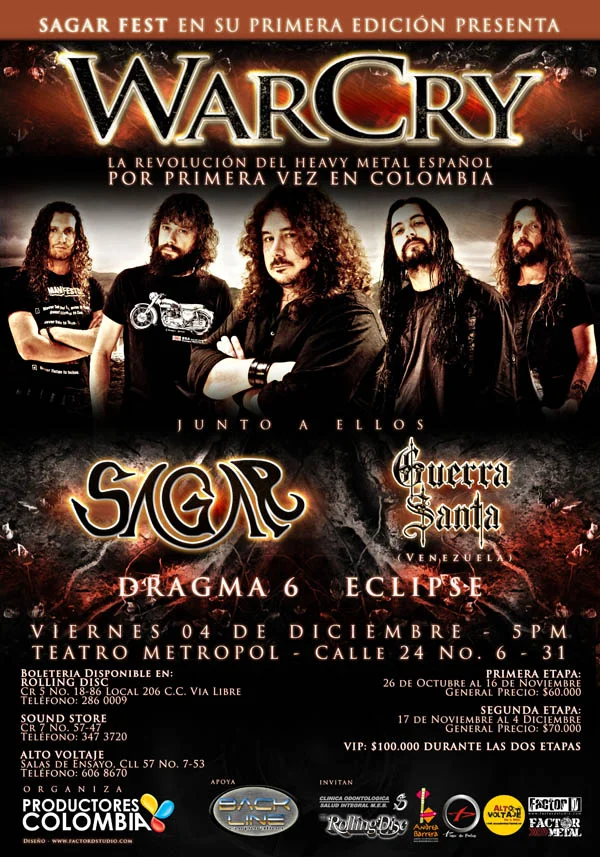 SAGAR FEST EN SU PRIMERA EDICIÓN PRESENTA
WARCRY
LA REVOLUCIÓN DEL HEAVY METAL ESPAÑOL
POR PRIMERA VEZ EN COLOMBIA
MANIFESTO
JUNTO A ELLOS
SAGAR
Guerra
Santa
(VENEZUELA)
DRAGMA 6 ECLIPSE
VIERNES 04 DE DICIEMBRE - 5PM
TEATRO METROPOL - CALLE 24 NO. 6 - 31
BOLETERIA DISPONIBLE EN:
ROLLING DISC
CR 5 NO. 18-86 LOCAL 206 C.C. VIA LIBRE
TELÉFONO: 286 0009
SOUND STORE
CR 7 NO. 57-47
TELÉFONO: 347 3720
ALTO VOLTAJE
SALAS DE ENSAYO, CLL 57 NO. 7-53
TELÉFONO: 606 8670
PRIMERA ETAPA:
26 DE OCTUBRE AL 16 DE NOVIEMBRE
GENERAL PRECIO: $60.000
SEGUNDA ETAPA:
17 DE NOVIEMBRE AL 4 DICIEMBRE
GENERAL PRECIO: $70.000
VIP: $100.000 DURANTE LAS DOS ETAPAS
ORGANIZA
PRODUCTORES
COLOMBIA
DISEÑO - WWW.FACTORDSTUDIO.COM
APOYA
BACK
LINE
INVITAN
CLINICA ODONTOLOGICA
SALUD INTEGRAL M.E.S.
RollingDisc
Andrea
Barrera
ALTO
VOLTAJE
FACTOR D
www.factordstudio.com
FACTOR
METAL